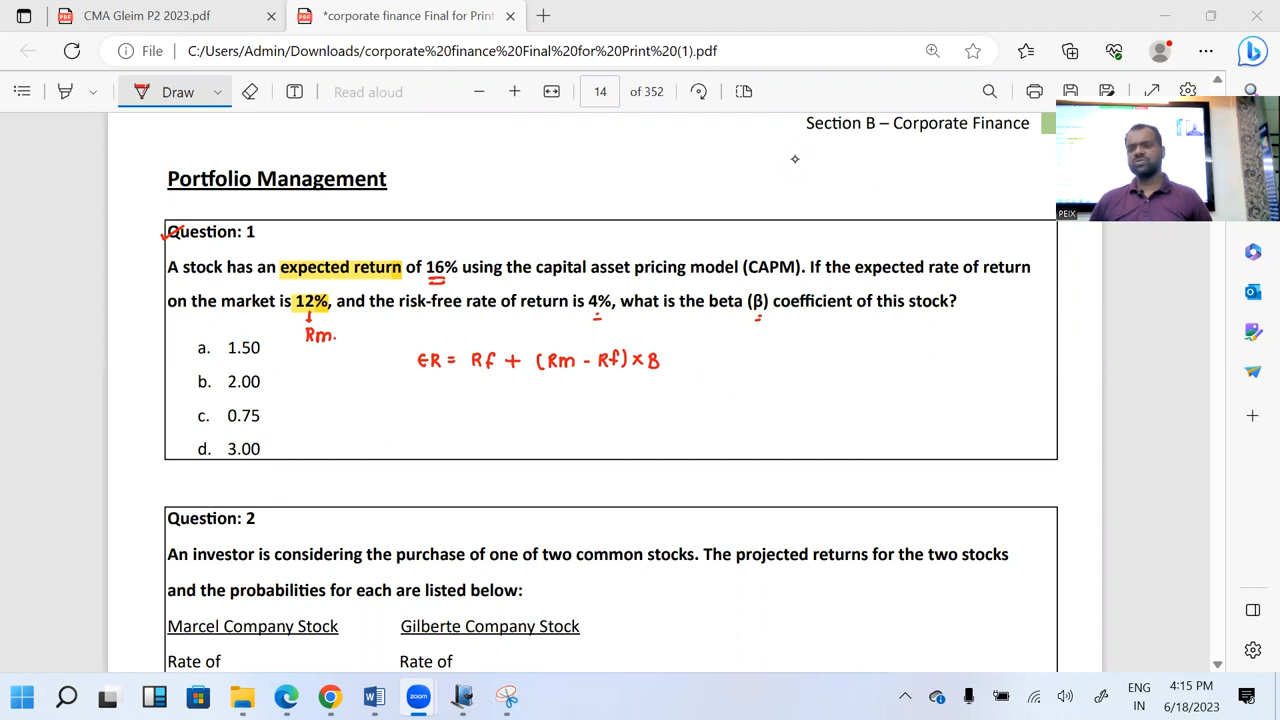 CMA Gleim P2 2023.pdf
*corporate finance Final for Print
File C:/Users/Admin/Downloads/corporate%20finance%20Final%20for%20Print%20(1).pdf
Draw Read aloud 14 of 352
Section B – Corporate Finance
PEIX
Portfolio Management
Question: 1
A stock has an expected return of 16% using the capital asset pricing model (CAPM). If the expected rate of return
on the market is 12%, and the risk-free rate of return is 4%, what is the beta (β) coefficient of this stock?
Rm.
a. 1.50
ER = Rf + (Rm - Rf) × B
b. 2.00
c. 0.75
d. 3.00
Question: 2
An investor is considering the purchase of one of two common stocks. The projected returns for the two stocks
and the probabilities for each are listed below:
Marcel Company Stock Gilberte Company Stock
Rate of Rate of
zoom
ENG
IN
4:15 PM
6/18/2023